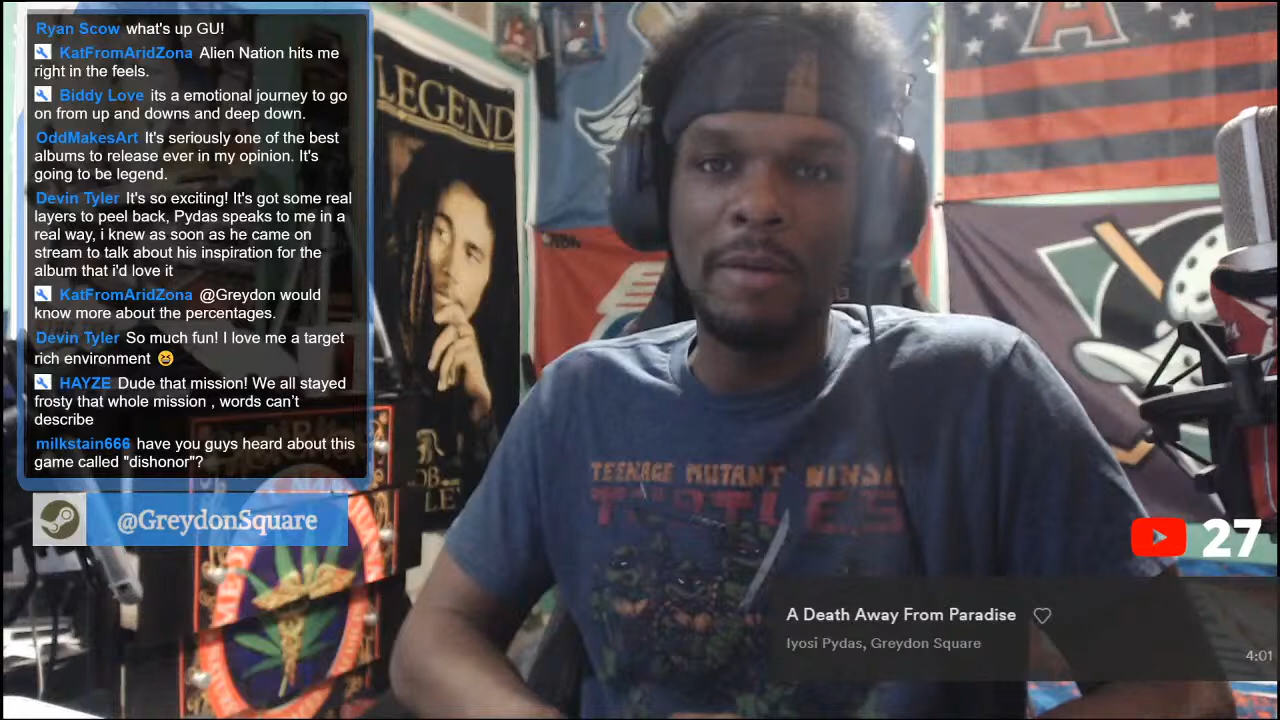 Ryan Scow what's up GU!
KatFromAridZona Alien Nation hits me
right in the feels.
Biddy Love its a emotional journey to go
on from up and downs and deep down.
OddMakesArt It's seriously one of the best
albums to release ever in my opinion. It's
going to be legend.
Devin Tyler It's so exciting! It's got some real
layers to peel back, Pydas speaks to me in a
real way, i knew as soon as he came on
stream to talk about his inspiration for the
album that i'd love it
KatFromAridZona @Greydon would
know more about the percentages.
Devin Tyler So much fun! I love me a target
rich environment 😆
HAYZE Dude that mission! We all stayed
frosty that whole mission , words can't
describe
milkstain666 have you guys heard about this
game called "dishonor"?
@GreydonSquare
LEGEND
TEENAGE MUTANT NINJA
TURTLES
27
A Death Away From Paradise
Iyosi Pydas, Greydon Square
4:01